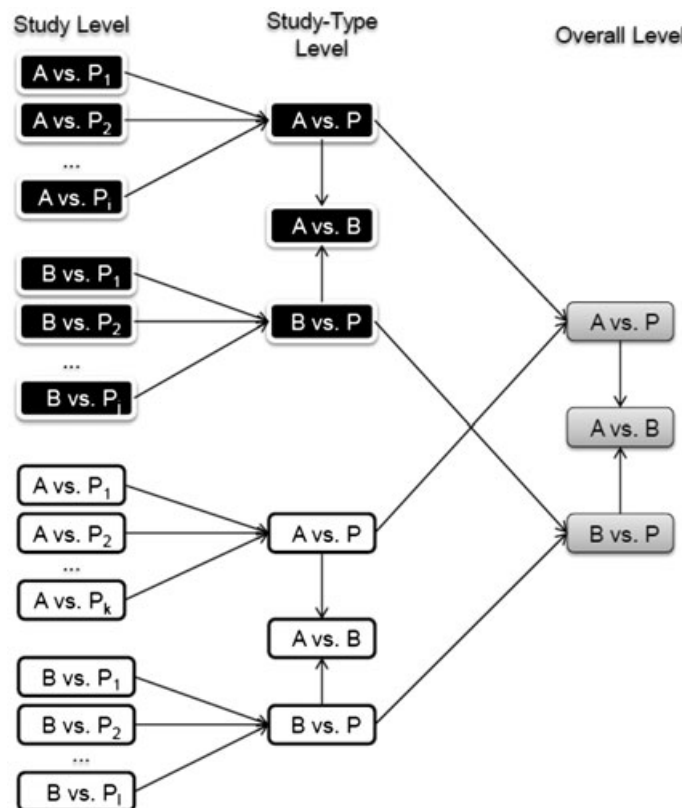 Study Level
Study-Type
Level
Overall Level
A vs. P₁
A vs. P₂
...
A vs. Pᵢ
A vs. P
A vs. B
B vs. P₁
B vs. P₂
...
B vs. Pⱼ
B vs. P
A vs. P
A vs. B
B vs. P
A vs. P₁
A vs. P₂
...
A vs. Pₖ
A vs. P
A vs. B
B vs. P₁
B vs. P₂
...
B vs. Pₗ
B vs. P